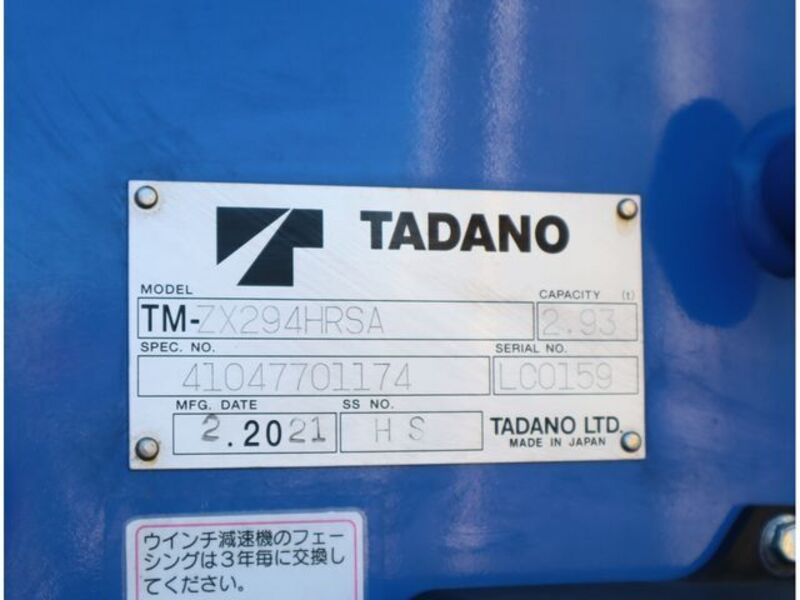 TADANO
MODEL
TM-ZX294HRSA
CAPACITY (t)
2.93
SPEC. NO.
41047701174
SERIAL NO.
LC0159
MFG. DATE
2.2021
SS NO.
HS
TADANO LTD.
MADE IN JAPAN
ウインチ減速機のフェー
シングは3年毎に交換し
てください。